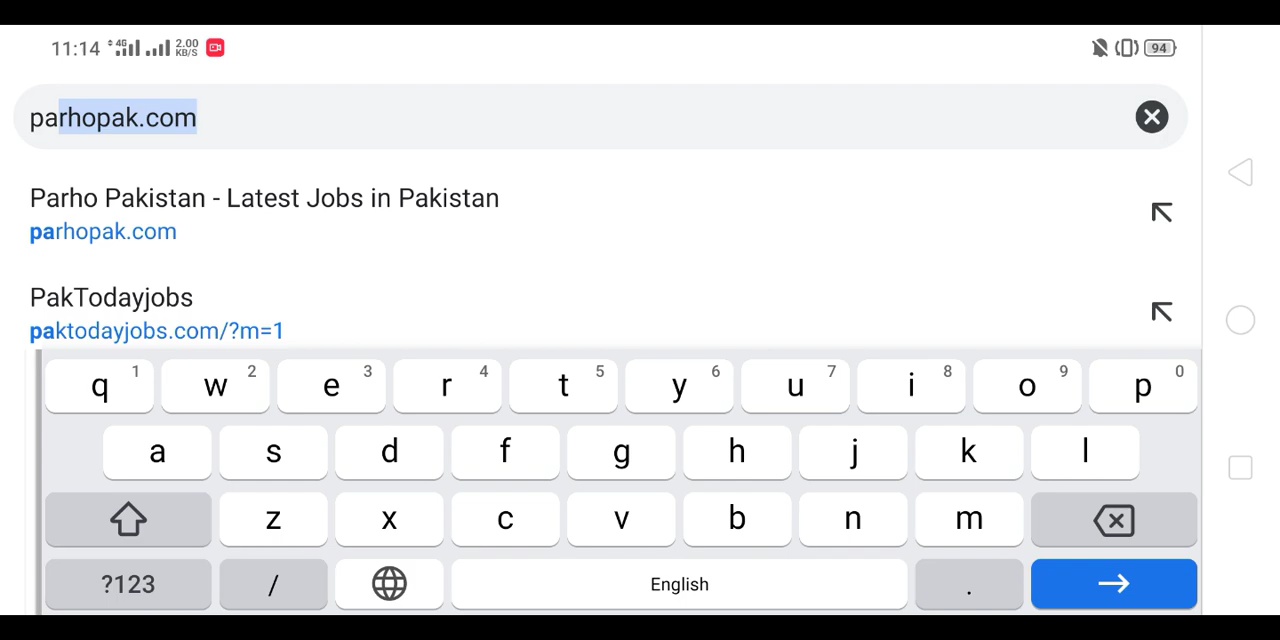 11:14 4G 2.00 KB/S 94
parhopak.com
Parho Pakistan - Latest Jobs in Pakistan
parhopak.com
PakTodayjobs
paktodayjobs.com/?m=1
q 1 w 2 e 3 r 4 t 5 y 6 u 7 i 8 o 9 p 0
a s d f g h j k l
z x c v b n m
?123 / English .